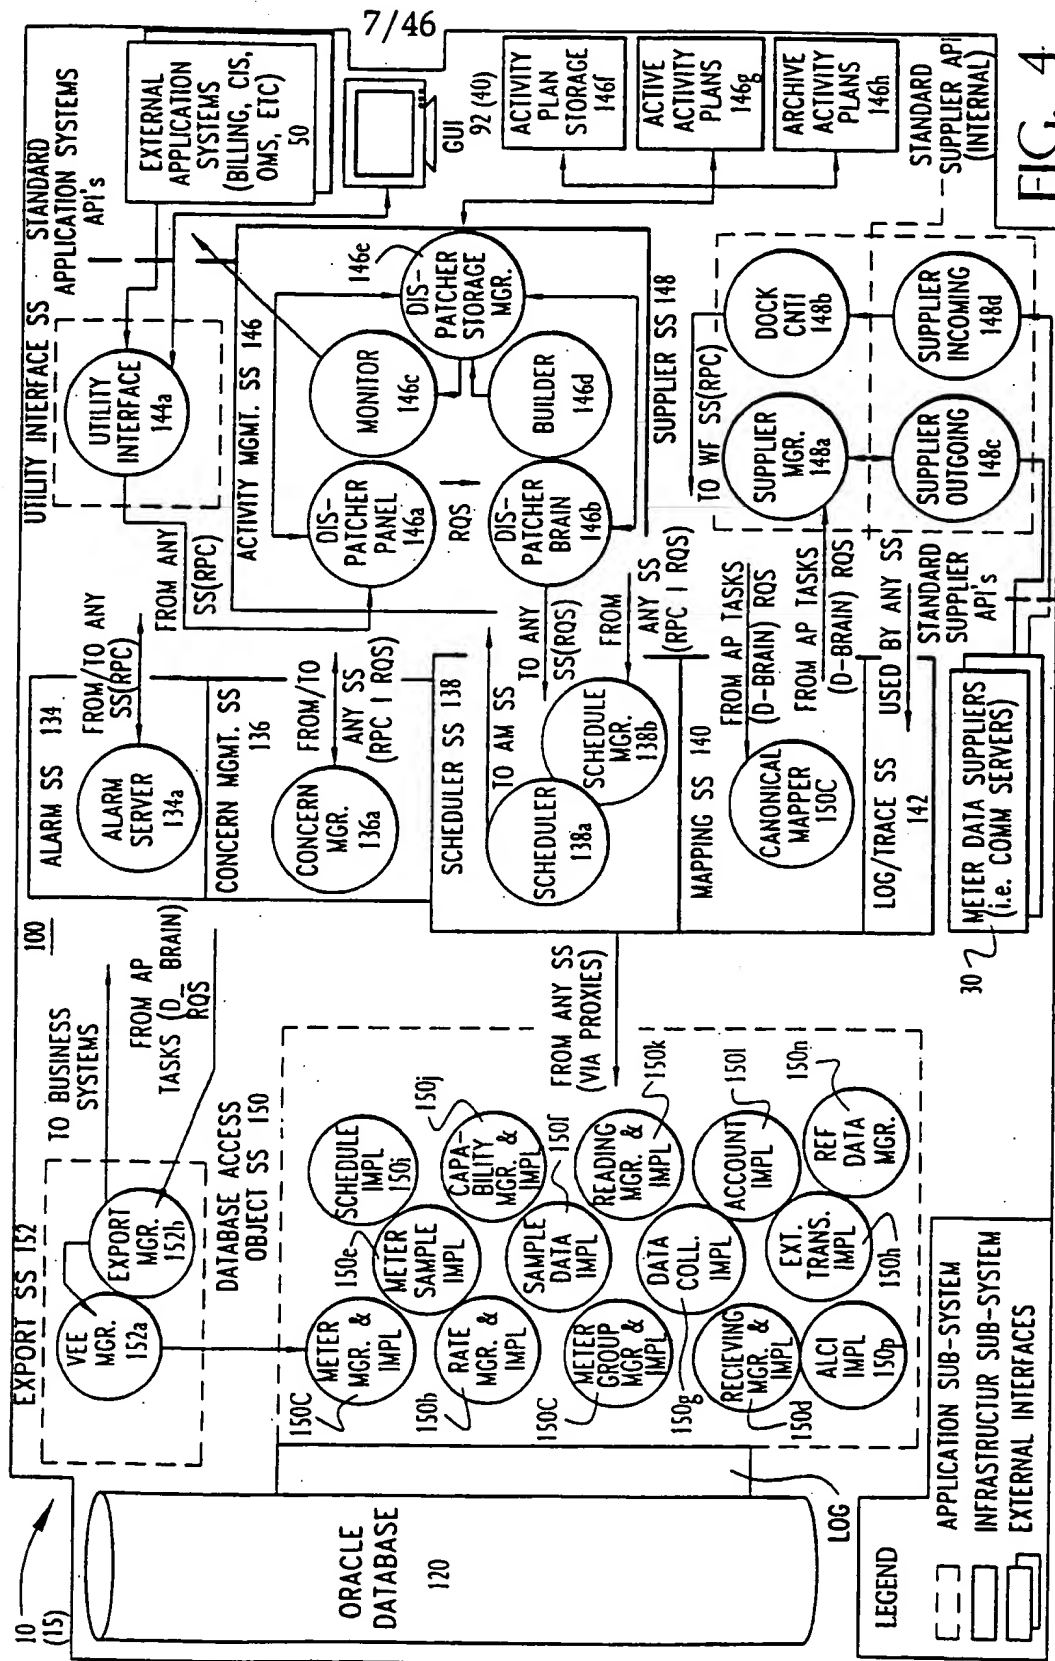 7/46
10
(15)
100
UTILITY INTERFACE SS
STANDARD
APPLICATION SYSTEMS
API's
EXTERNAL
APPLICATION
SYSTEMS
(BILLING, CIS,
OMS, ETC)
50
UTILITY
INTERFACE
144a
GUI
92 (40)
ACTIVITY
PLAN
STORAGE
146f
ACTIVE
ACTIVITY
PLANS
146g
ARCHIVE
ACTIVITY
PLANS
146h
STANDARD
SUPPLIER API
(INTERNAL)
FIG. 4
ALARM SS 134
ALARM
SERVER
134a
FROM/TO ANY
SS(RPC)
FROM ANY
SS(RPC)
ACTIVITY MGMT. SS 146
DIS-
PATCHER
PANEL
146a
MONITOR
146c
DIS-
PATCHER
STORAGE
MGR.
146e
RQS
DIS-
PATCHER
BRAIN
146b
BUILDER
146d
CONCERN MGMT. SS
136
CONCERN
MGR.
136a
FROM/TO
ANY SS
(RPC I RQS)
SCHEDULER SS 138
SCHEDULER
138a
SCHEDULE
MGR.
138b
TO AM SS
TO ANY
SS(RQS)
FROM
ANY SS
(RPC I RQS)
SUPPLIER SS 148
TO WF SS(RPC)
SUPPLIER
MGR.
148a
DOCK
CNTI
148b
SUPPLIER
OUTGOING
148c
SUPPLIER
INCOMING
148d
MAPPING SS 140
CANONICAL
MAPPER
150C
FROM AP TASKS
(D-BRAIN) RQS
FROM AP TASKS
(D-BRAIN) RQS
LOG/TRACE SS
142
USED BY ANY SS
STANDARD
SUPPLIER
API's
30
METER DATA SUPPLIERS
(i.e. COMM SERVERS)
EXPORT SS 152
VEE
MGR.
152a
EXPORT
MGR.
152h
TO BUSINESS
SYSTEMS
FROM AP
TASKS (D_ BRAIN)
RQS
DATABASE ACCESS
OBJECT SS 150
FROM ANY SS
(VIA PROXIES)
SCHEDULE
IMPL
150i
150j
CAPA-
BILITY
MGR. &
IMPL
150k
READING
MGR. &
IMPL
150l
ACCOUNT
IMPL
150n
REF
DATA
MGR.
150e
METER
SAMPLE
IMPL
150f
SAMPLE
DATA
IMPL
150g
DATA
COLL.
IMPL
150h
EXT.
TRANS.
IMPL
150C
METER
MGR. &
IMPL
150b
RATE
MGR. &
IMPL
150C
METER
GROUP
MGR &
IMPL
150d
RECIEVING
MGR. &
IMPL
ALCI
IMPL
150p
ORACLE
DATABASE
120
LOG
LEGEND
APPLICATION SUB-SYSTEM
INFRASTRUCTUR SUB-SYSTEM
EXTERNAL INTERFACES